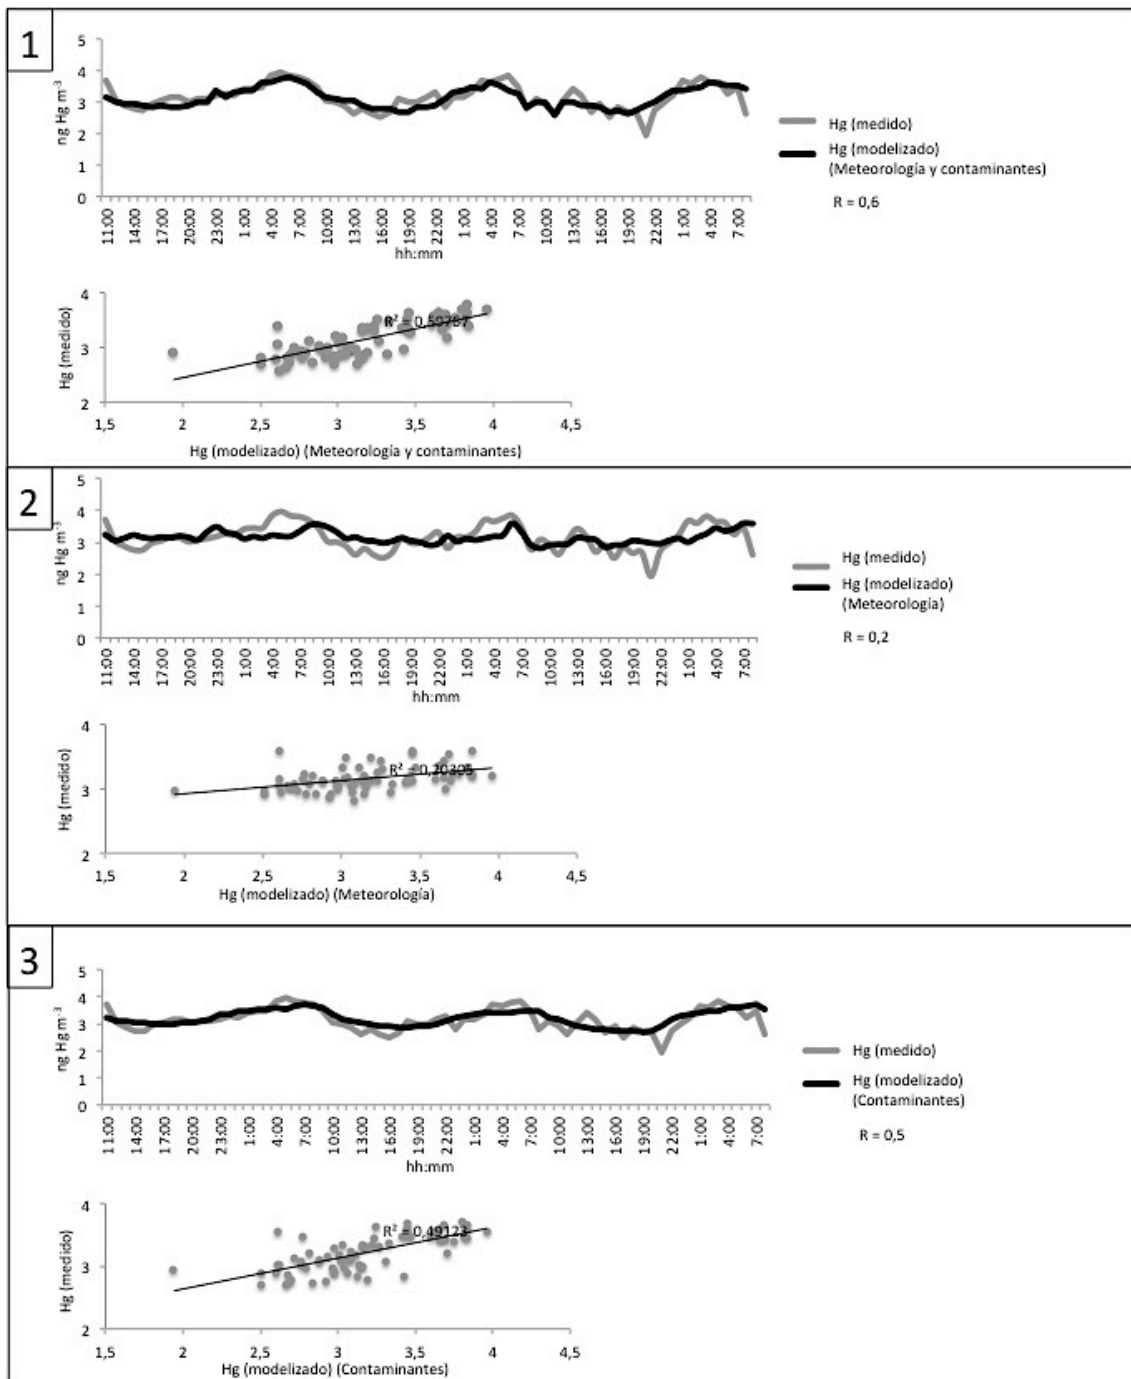 1
5
4
3
2
1
0
ng Hg m⁻³
11:00 14:00 17:00 20:00 23:00 1:00 4:00 7:00 10:00 13:00 16:00 19:00 22:00 1:00 4:00 7:00 10:00 13:00 16:00 19:00 22:00 1:00 4:00 7:00
hh:mm
Hg (medido)
Hg (modelizado)
(Meteorología y contaminantes)
R = 0,6
4
3
2
Hg (medido)
R² = 0,59787
1,5 2 2,5 3 3,5 4 4,5
Hg (modelizado) (Meteorología y contaminantes)
2
5
4
3
2
1
0
ng Hg m⁻³
11:00 14:00 17:00 20:00 23:00 1:00 4:00 7:00 10:00 13:00 16:00 19:00 22:00 1:00 4:00 7:00 10:00 13:00 16:00 19:00 22:00 1:00 4:00 7:00
hh:mm
Hg (medido)
Hg (modelizado)
(Meteorología)
R = 0,2
4
3
2
Hg (medido)
R² = 0,20305
1,5 2 2,5 3 3,5 4 4,5
Hg (modelizado) (Meteorología)
3
5
4
3
2
1
0
ng Hg m⁻³
11:00 14:00 17:00 20:00 23:00 1:00 4:00 7:00 10:00 13:00 16:00 19:00 22:00 1:00 4:00 7:00 10:00 13:00 16:00 19:00 22:00 1:00 4:00 7:00
hh:mm
Hg (medido)
Hg (modelizado)
(Contaminantes)
R = 0,5
4
3
2
Hg (medido)
R² = 0,49123
1,5 2 2,5 3 3,5 4 4,5
Hg (modelizado) (Contaminantes)